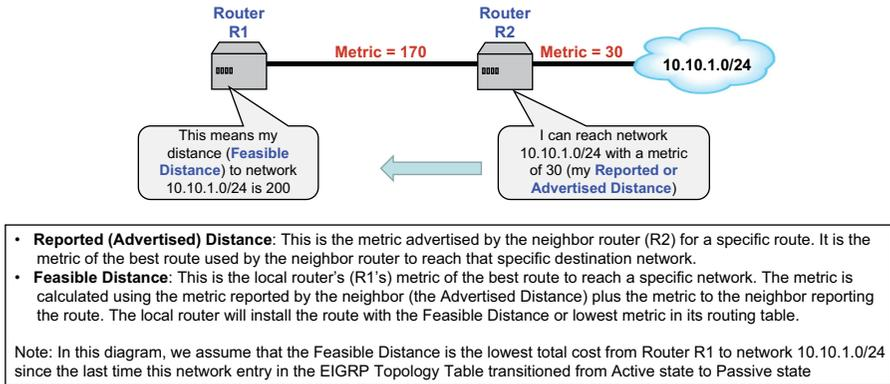 Router
R1
Router
R2
Metric = 170
Metric = 30
10.10.1.0/24
This means my
distance (Feasible
Distance) to network
10.10.1.0/24 is 200
I can reach network
10.10.1.0/24 with a metric
of 30 (my Reported or
Advertised Distance)
• Reported (Advertised) Distance: This is the metric advertised by the neighbor router (R2) for a specific route. It is the
metric of the best route used by the neighbor router to reach that specific destination network.
• Feasible Distance: This is the local router's (R1's) metric of the best route to reach a specific network. The metric is
calculated using the metric reported by the neighbor (the Advertised Distance) plus the metric to the neighbor reporting
the route. The local router will install the route with the Feasible Distance or lowest metric in its routing table.
Note: In this diagram, we assume that the Feasible Distance is the lowest total cost from Router R1 to network 10.10.1.0/24
since the last time this network entry in the EIGRP Topology Table transitioned from Active state to Passive state